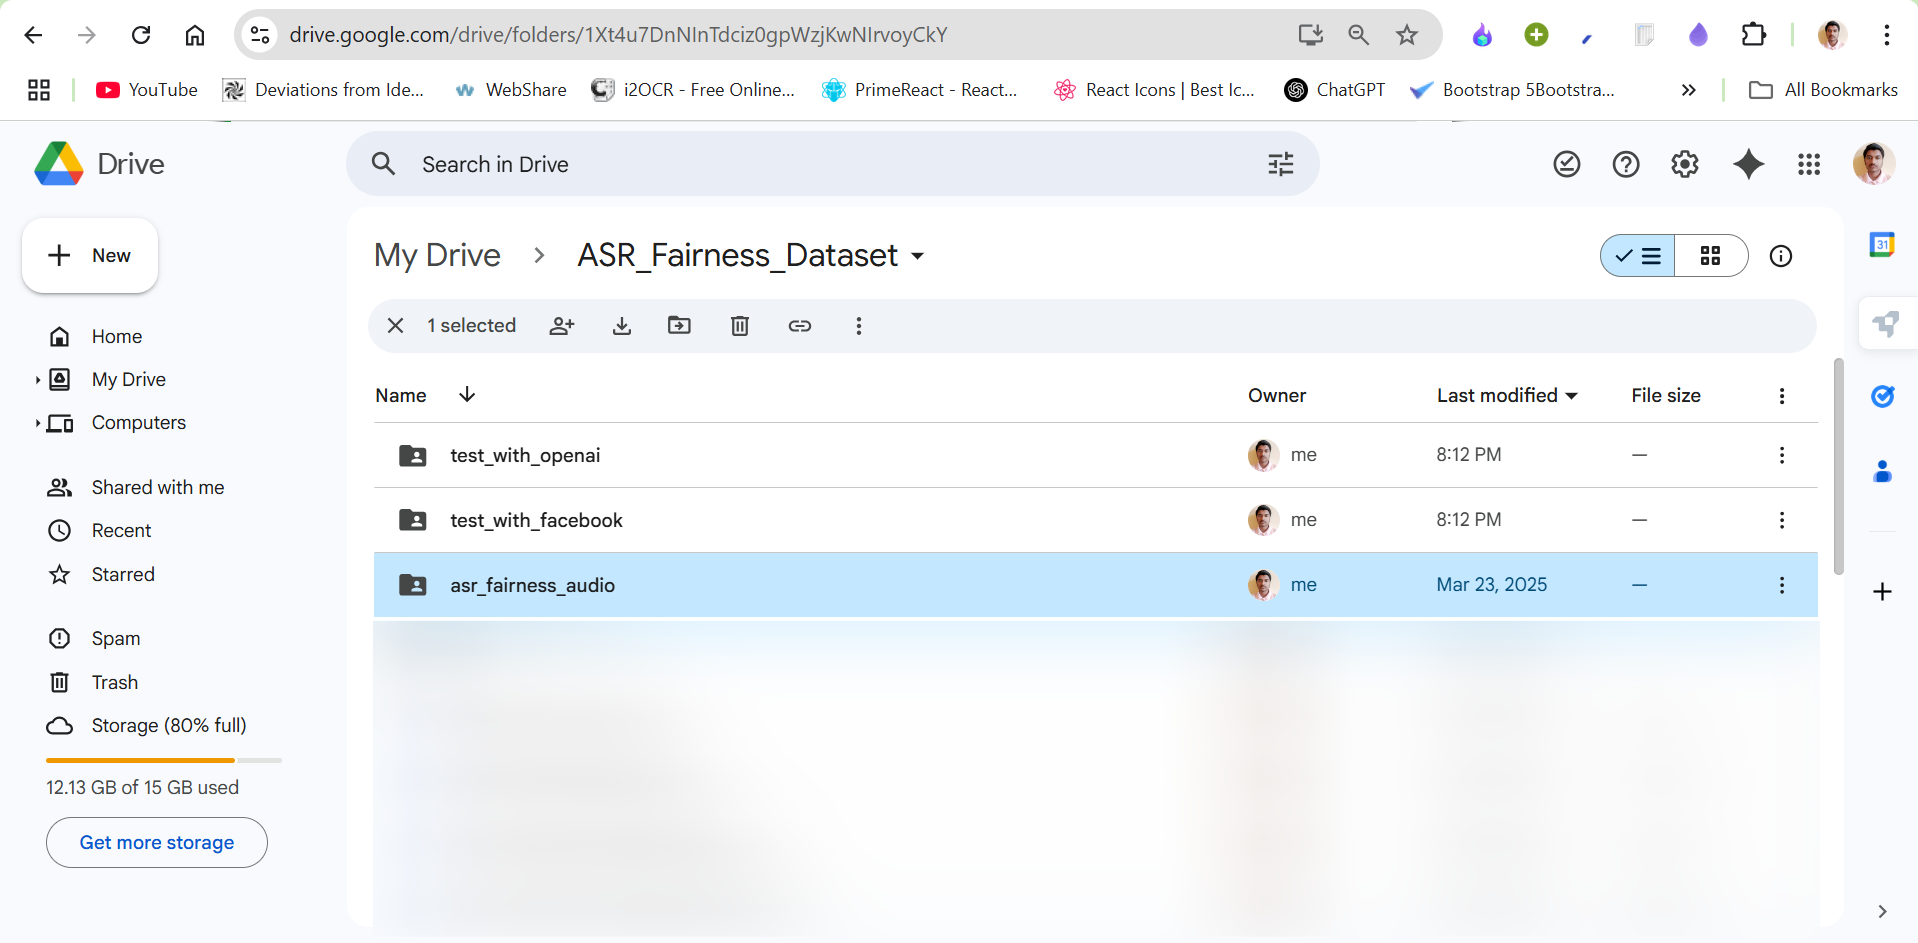 drive.google.com/drive/folders/1Xt4u7DnNInTdciz0gpWzjKwNIrvoyCkY
YouTube Deviations from Ide... WebShare i2OCR - Free Online... PrimeReact - React... React Icons | Best Ic... ChatGPT Bootstrap 5Bootstra... » All Bookmarks
Drive
Search in Drive
New
My Drive > ASR_Fairness_Dataset
1 selected
Home
My Drive
Computers
Shared with me
Recent
Starred
Spam
Trash
Storage (80% full)
12.13 GB of 15 GB used
Get more storage
Name Owner Last modified File size
test_with_openai me 8:12 PM —
test_with_facebook me 8:12 PM —
asr_fairness_audio me Mar 23, 2025 —
31